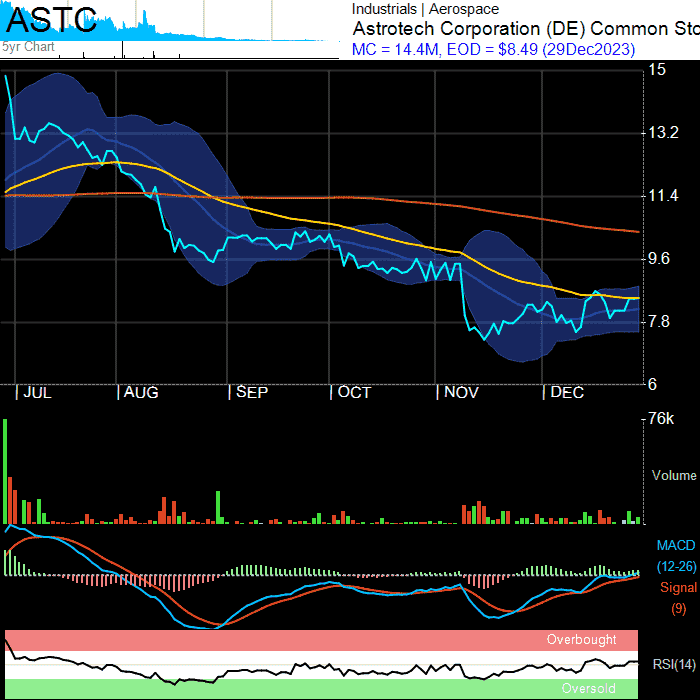 ASTC
5yr Chart
Industrials | Aerospace
Astrotech Corporation (DE) Common Sto
MC = 14.4M, EOD = $8.49 (29Dec2023)
15
13.2
11.4
9.6
7.8
6
JUL AUG SEP OCT NOV DEC
76k
Volume
MACD
(12-26)
Signal
(9)
Overbought
RSI(14)
Oversold